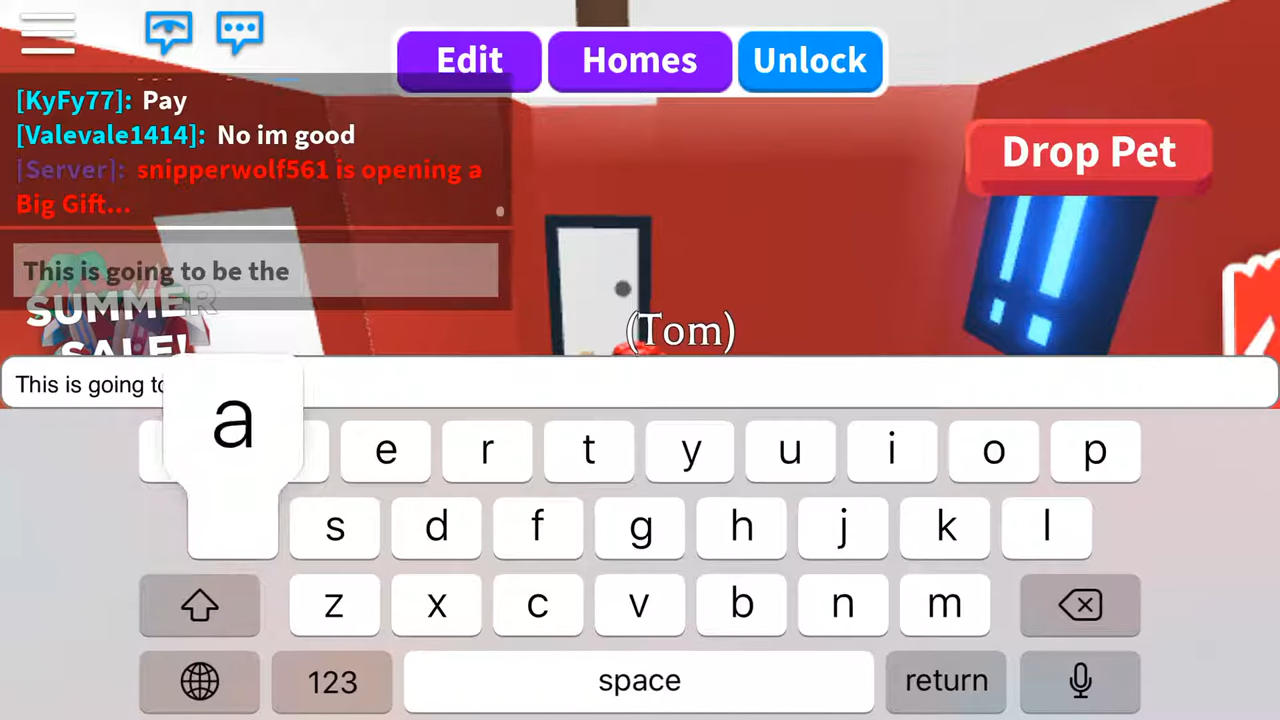 Edit Homes Unlock
[KyFy77]: Pay
[Valevale1414]: No im good
[Server]: snipperwolf561 is opening a
Big Gift...
Drop Pet
This is going to be the
SUMMER
SALE!
(Tom)
This is going to
a
e r t y u i o p
s d f g h j k l
z x c v b n m
123 space return